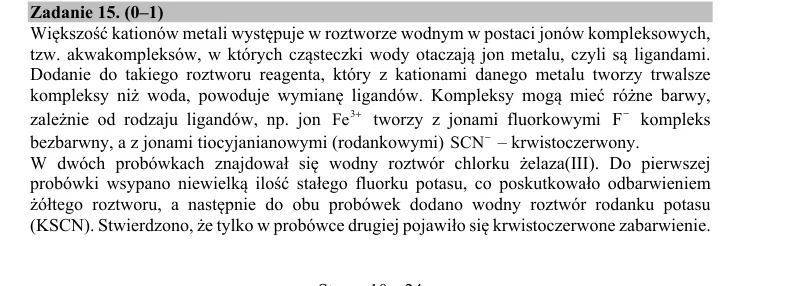 Zadanie 15. (0–1)
Większość kationów metali występuje w roztworze wodnym w postaci jonów kompleksowych,
tzw. akwakompleksów, w których cząsteczki wody otaczają jon metalu, czyli są ligandami.
Dodanie do takiego roztworu reagenta, który z kationami danego metalu tworzy trwalsze
kompleksy niż woda, powoduje wymianę ligandów. Kompleksy mogą mieć różne barwy,
zależnie od rodzaju ligandów, np. jon Fe³⁺ tworzy z jonami fluorkowymi F⁻ kompleks
bezbarwny, a z jonami tiocyjanianowymi (rodankowymi) SCN⁻ – krwistoczerwony.
W dwóch probówkach znajdował się wodny roztwór chlorku żelaza(III). Do pierwszej
probówki wsypano niewielką ilość stałego fluorku potasu, co poskutkowało odbarwieniem
żółtego roztworu, a następnie do obu probówek dodano wodny roztwór rodanku potasu
(KSCN). Stwierdzono, że tylko w probówce drugiej pojawiło się krwistoczerwone zabarwienie.